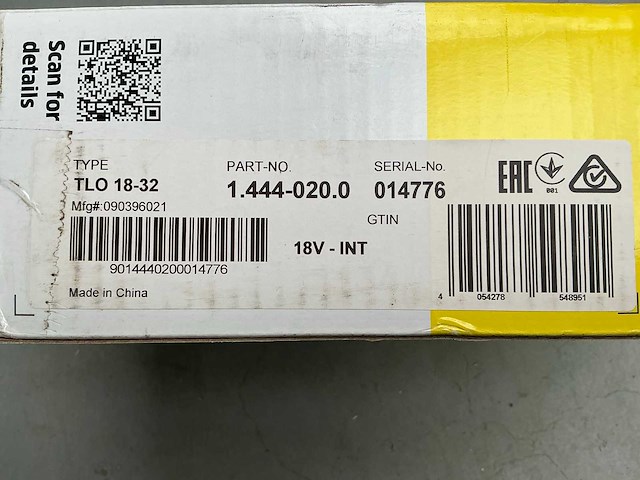 Scan for
details
TYPE
TLO 18-32
Mfg#:090396021
PART-NO.
1.444-020.0
SERIAL-No.
014776
EAC
001
GTIN
9014440200014776
18V - INT
Made in China
4 054278 548951